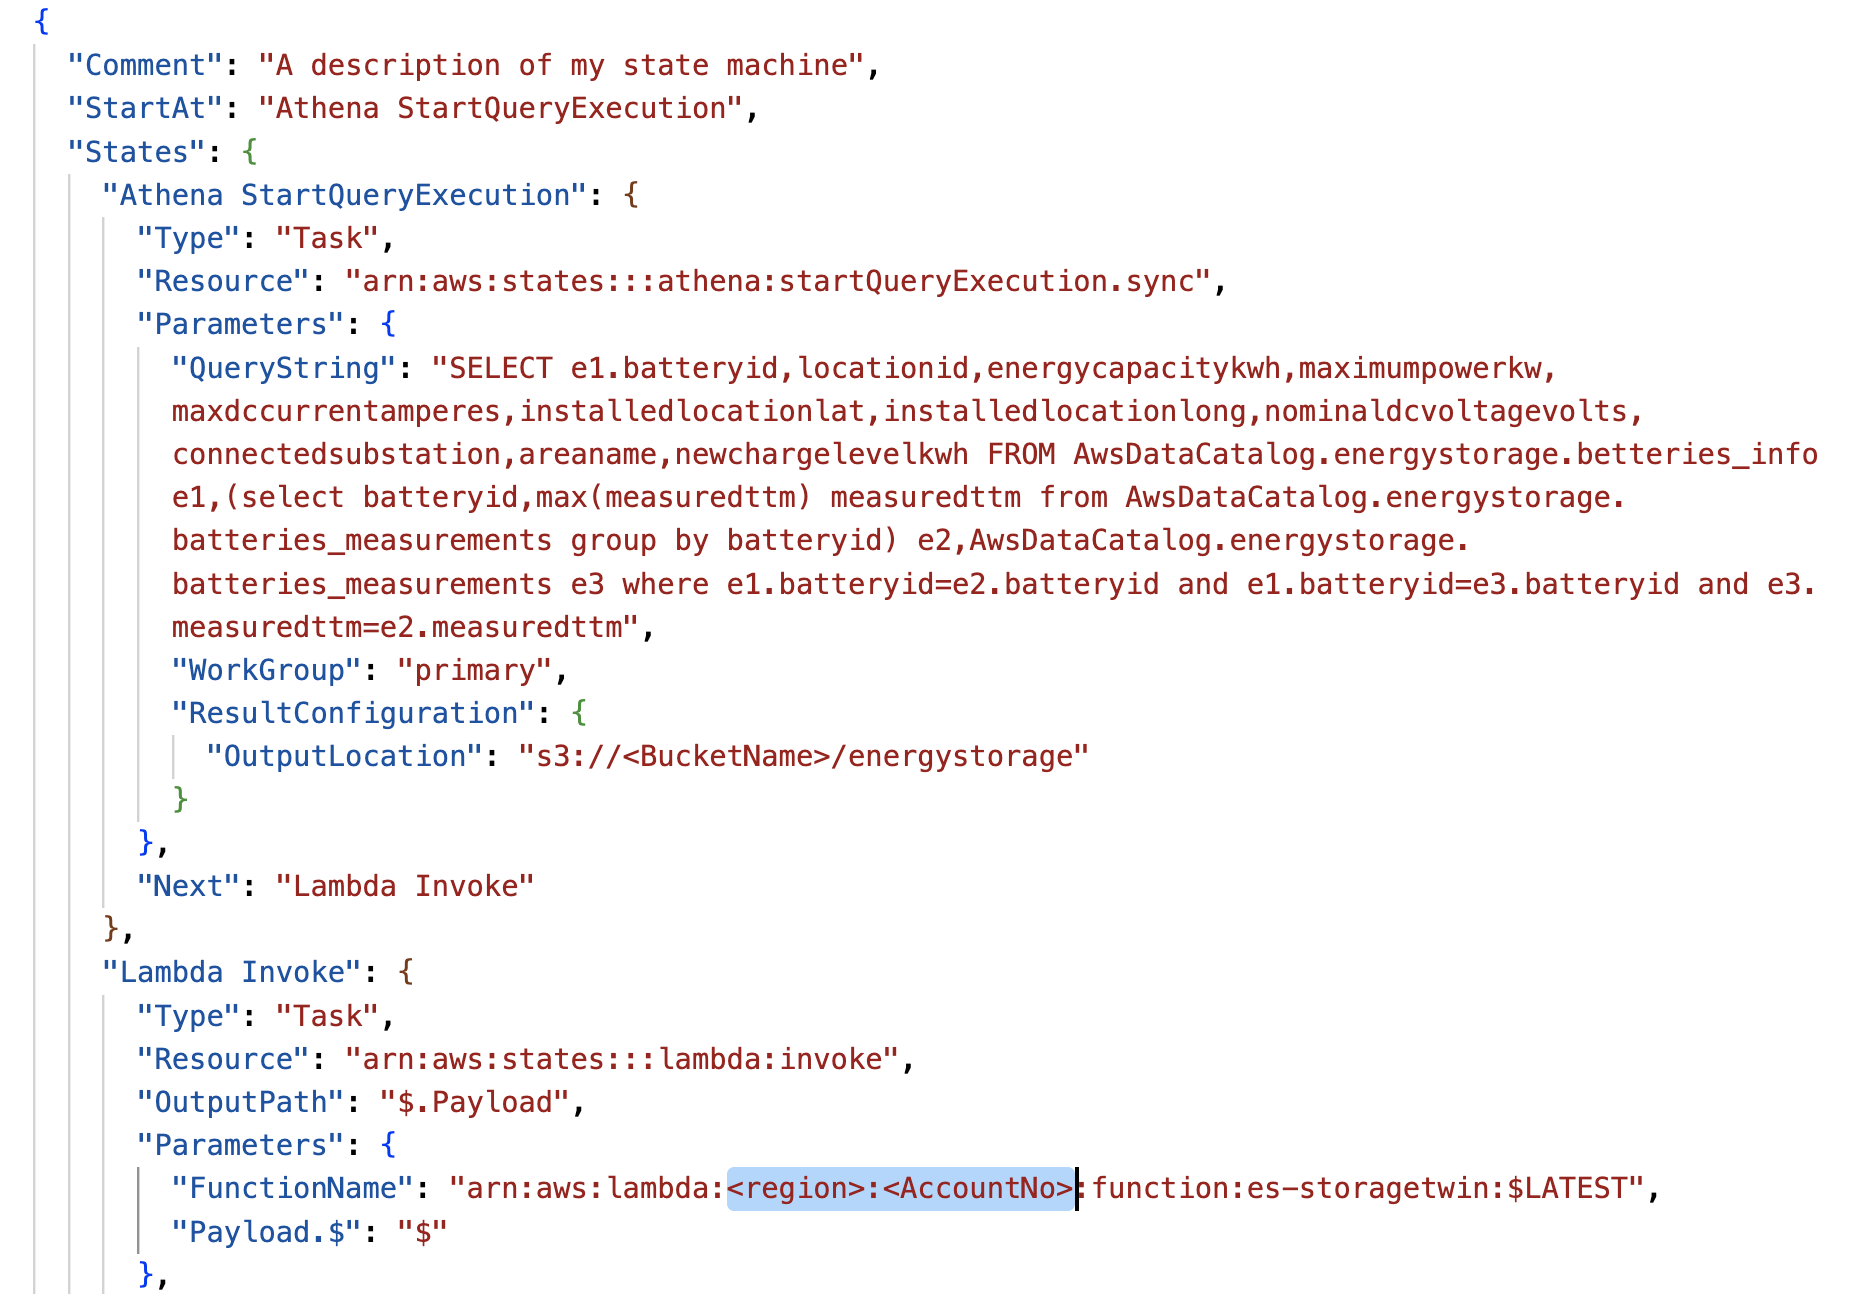 {
"Comment": "A description of my state machine",
"StartAt": "Athena StartQueryExecution",
"States": {
"Athena StartQueryExecution": {
"Type": "Task",
"Resource": "arn:aws:states:::athena:startQueryExecution.sync",
"Parameters": {
"QueryString": "SELECT e1.batteryid,locationid,energycapacitykwh,maximumpowerkw,
maxdccurrentamperes,installedlocationlat,installedlocationlong,nominaldcvoltagevolts,
connectedsubstation,areaname,newchargelevelkwh FROM AwsDataCatalog.energystorage.betteries_info
e1,(select batteryid,max(measuredttm) measuredttm from AwsDataCatalog.energystorage.
batteries_measurements group by batteryid) e2,AwsDataCatalog.energystorage.
batteries_measurements e3 where e1.batteryid=e2.batteryid and e1.batteryid=e3.batteryid and e3.
measuredttm=e2.measuredttm",
"WorkGroup": "primary",
"ResultConfiguration": {
"OutputLocation": "s3://<BucketName>/energystorage"
}
},
"Next": "Lambda Invoke"
},
"Lambda Invoke": {
"Type": "Task",
"Resource": "arn:aws:states:::lambda:invoke",
"OutputPath": "$.Payload",
"Parameters": {
"FunctionName": "arn:aws:lambda:<region>:<AccountNo>:function:es-storagetwin:$LATEST",
"Payload.$": "$"
},